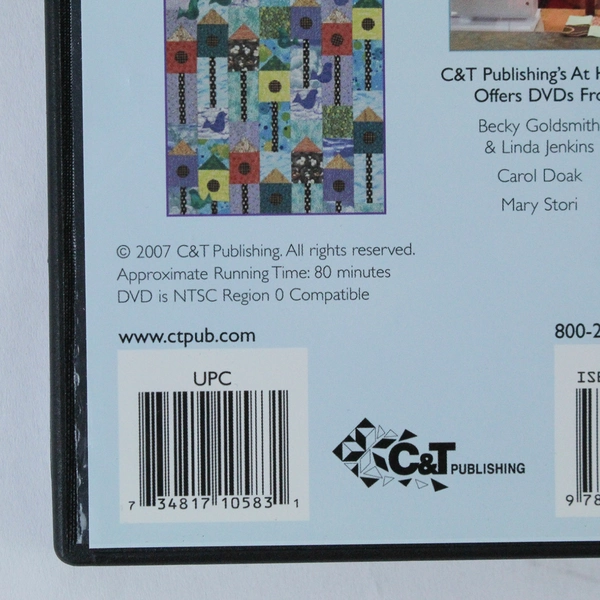 C&T Publishing's At H
Offers DVDs Fro
Becky Goldsmith
& Linda Jenkins
Carol Doak
Mary Stori
© 2007 C&T Publishing. All rights reserved.
Approximate Running Time: 80 minutes
DVD is NTSC Region 0 Compatible
www.ctpub.com
800-2
UPC
7 34817 10583 1
C&T PUBLISHING
ISB
9 78